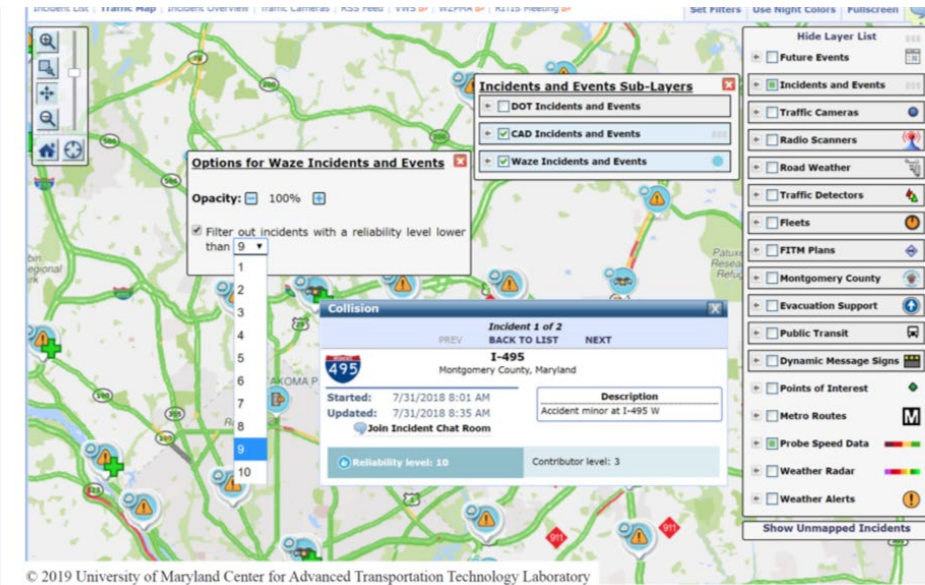 Incident List | Traffic Map | Incident Overview | Traffic Cameras | RSS Feed | VWS | WZPMA | RITIS Meeting
Set Filters Use Night Colors Fullscreen
Hide Layer List
Future Events
Incidents and Events
Traffic Cameras
Radio Scanners
Road Weather
Traffic Detectors
Fleets
FITM Plans
Montgomery County
Evacuation Support
Public Transit
Dynamic Message Signs
Points of Interest
Metro Routes
M
Probe Speed Data
Weather Radar
Weather Alerts
Show Unmapped Incidents
Incidents and Events Sub-Layers
DOT Incidents and Events
CAD Incidents and Events
Waze Incidents and Events
Options for Waze Incidents and Events
Opacity: 100%
Filter out incidents with a reliability level lower
than 9
1
2
3
4
5
6
7
8
9
10
Collision
X
Incident 1 of 2
PREV BACK TO LIST NEXT
495
I-495
Montgomery County, Maryland
Started: 7/31/2018 8:01 AM
Updated: 7/31/2018 8:35 AM
Join Incident Chat Room
Description
Accident minor at I-495 W
Reliability level: 10
Contributor level: 3
AKOMA P
29
911
911
© 2019 University of Maryland Center for Advanced Transportation Technology Laboratory